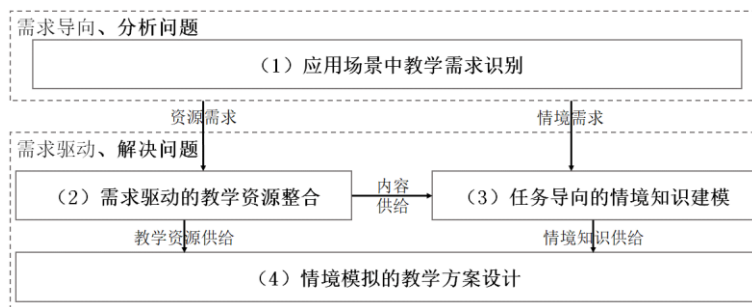 需求导向、分析问题
（1）应用场景中教学需求识别
资源需求
情境需求
需求驱动、解决问题
（2）需求驱动的教学资源整合
内容
供给
（3）任务导向的情境知识建模
教学资源供给
情境知识供给
（4）情境模拟的教学方案设计